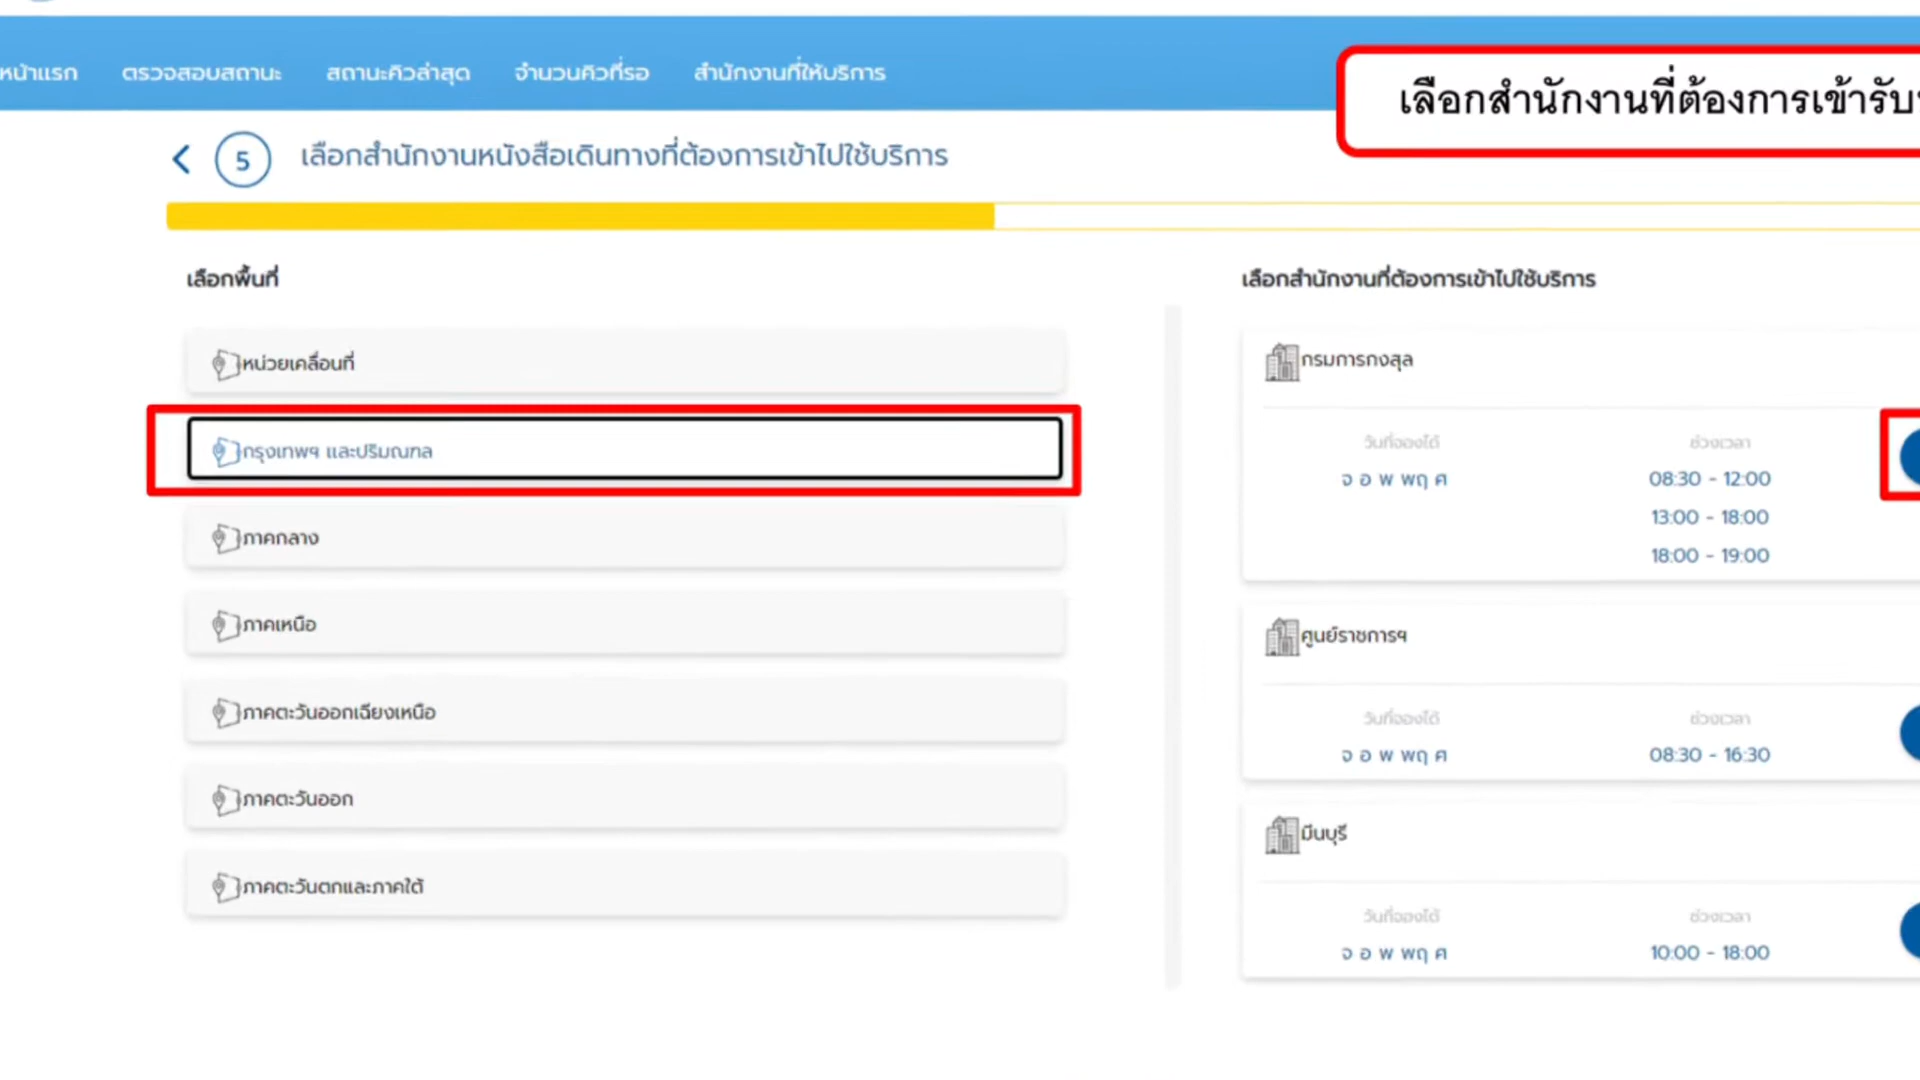 หน้าแรก ตรวจสอบสถานะ สถานะคิวล่าสุด จำนวนคิวที่รอ สำนักงานที่ให้บริการ
เลือกสำนักงานที่ต้องการเข้ารับ
5 เลือกสำนักงานหนังสือเดินทางที่ต้องการเข้าไปใช้บริการ
เลือกพื้นที่
หน่วยเคลื่อนที่
กรุงเทพฯ และปริมณฑล
ภาคกลาง
ภาคเหนือ
ภาคตะวันออกเฉียงเหนือ
ภาคตะวันออก
ภาคตะวันตกและภาคใต้
เลือกสำนักงานที่ต้องการเข้าไปใช้บริการ
กรมการกงสุล
วันที่จองได้ ช่วงเวลา
จ อ พ พฤ ศ 08:30 - 12:00
13:00 - 18:00
18:00 - 19:00
ศูนย์ราชการฯ
วันที่จองได้ ช่วงเวลา
จ อ พ พฤ ศ 08:30 - 16:30
มีนบุรี
วันที่จองได้ ช่วงเวลา
จ อ พ พฤ ศ 10:00 - 18:00